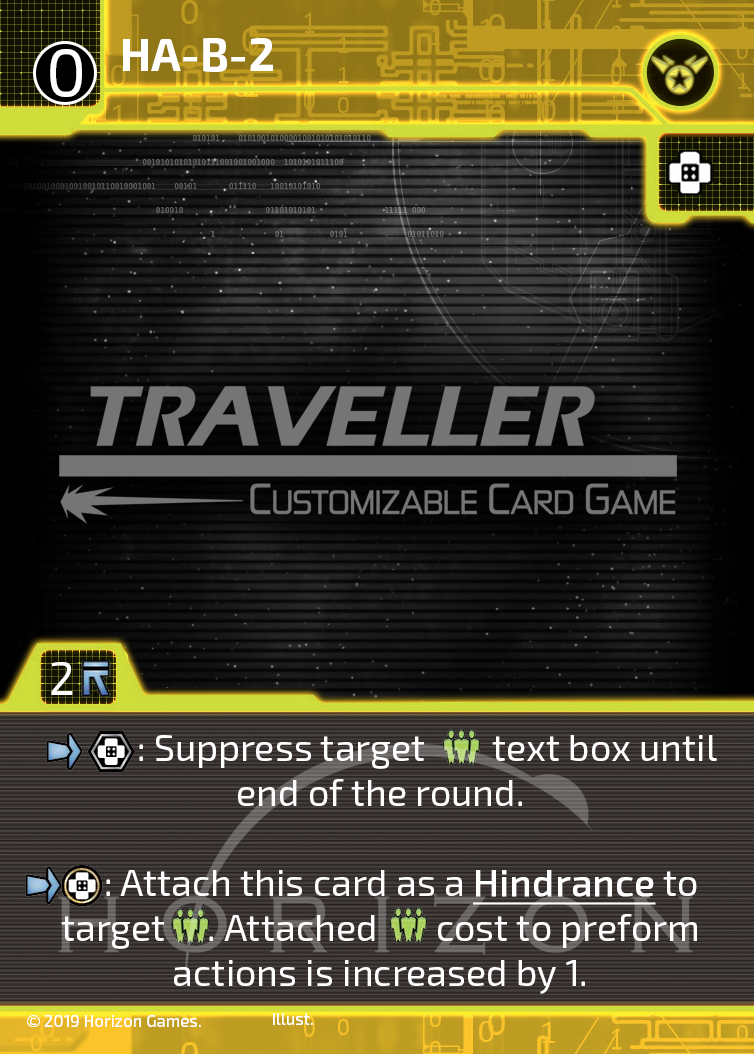 0
HA-B-2
TRAVELLER
CUSTOMIZABLE CARD GAME
2
: Suppress target text box until
end of the round.
: Attach this card as a Hindrance to
target . Attached cost to preform
actions is increased by 1.
HORIZON
© 2019 Horizon Games. Illust.